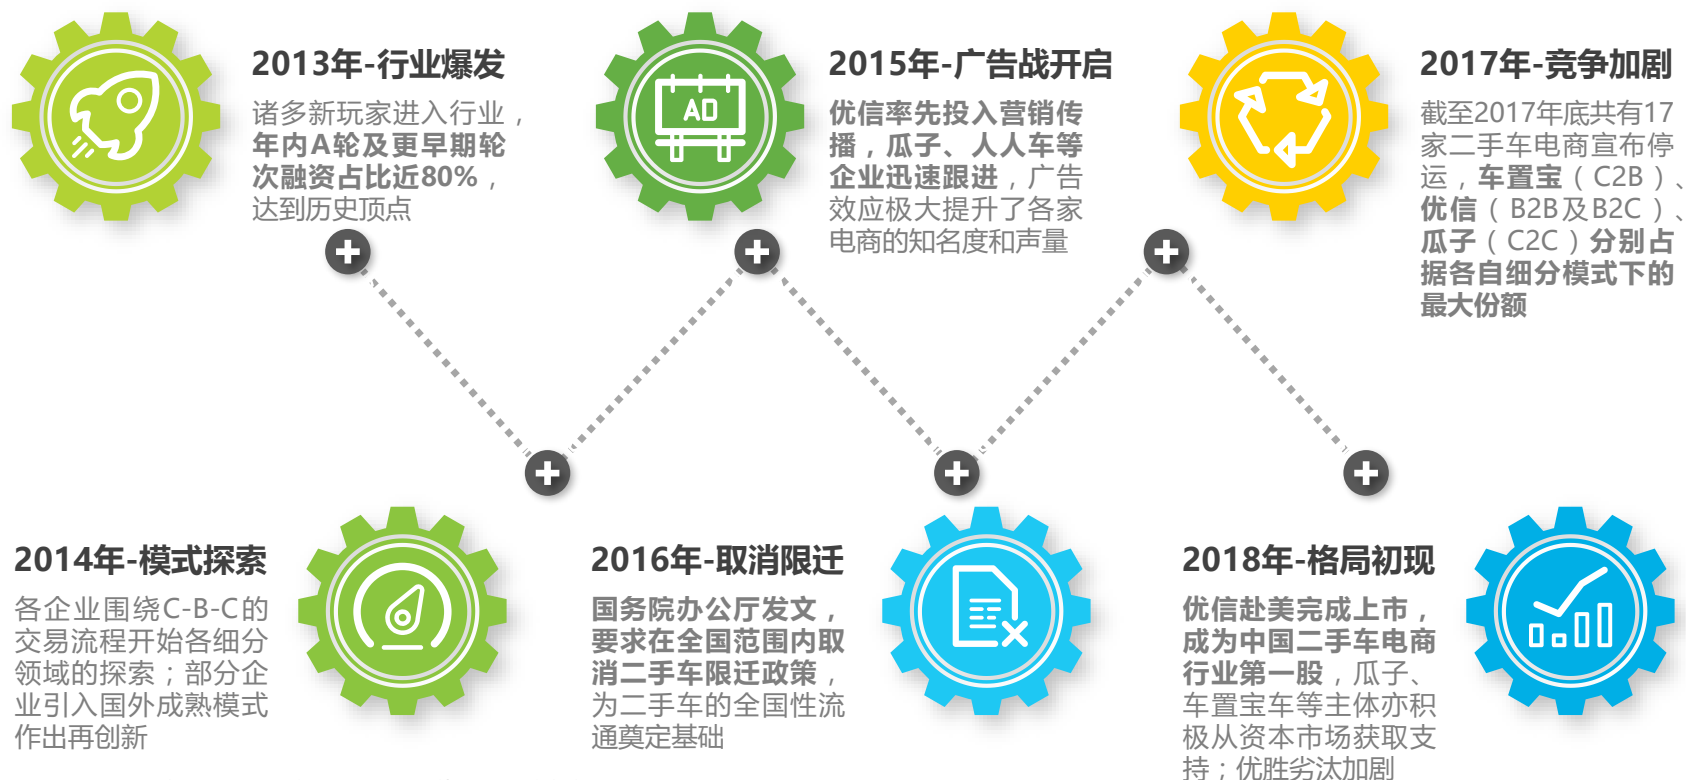 2013年-行业爆发
诸多新玩家进入行业，
年内A轮及更早期轮
次融资占比近80%，
达到历史顶点
AD
2015年-广告战开启
优信率先投入营销传
播，瓜子、人人车等
企业迅速跟进，广告
效应极大提升了各家
电商的知名度和声量
2017年-竞争加剧
截至2017年底共有17
家二手车电商宣布停
运，车置宝（C2B）、
优信（B2B及B2C）、
瓜子（C2C）分别占
据各自细分模式下的
最大份额
2014年-模式探索
各企业围绕C-B-C的
交易流程开始各细分
领域的探索；部分企
业引入国外成熟模式
作出再创新
2016年-取消限迁
国务院办公厅发文，
要求在全国范围内取
消二手车限迁政策，
为二手车的全国性流
通奠定基础
2018年-格局初现
优信赴美完成上市，
成为中国二手车电商
行业第一股，瓜子、
车置宝车等主体亦积
极从资本市场获取支
持；优胜劣汰加剧